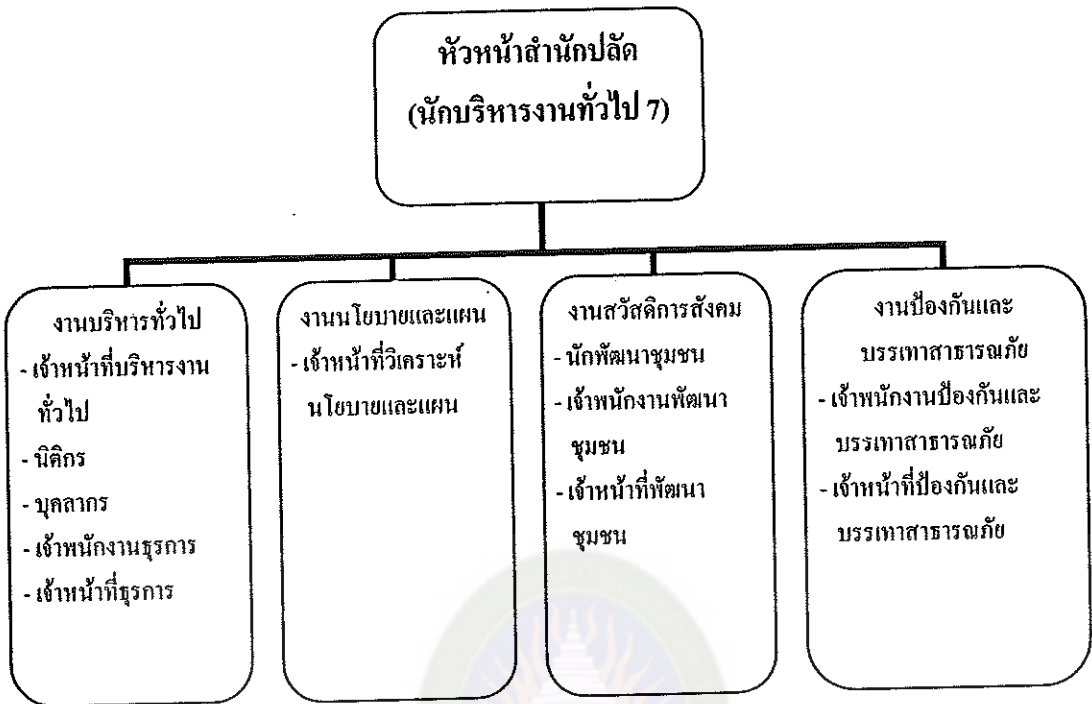 หัวหน้าสำนักปลัด
(นักบริหารงานทั่วไป 7)
งานบริหารทั่วไป
- เจ้าหน้าที่บริหารงาน
ทั่วไป
- นิติกร
- บุคลากร
- เจ้าพนักงานธุรการ
- เจ้าหน้าที่ธุรการ
งานนโยบายและแผน
- เจ้าหน้าที่วิเคราะห์
นโยบายและแผน
งานสวัสดิการสังคม
- นักพัฒนาชุมชน
- เจ้าพนักงานพัฒนา
ชุมชน
- เจ้าหน้าที่พัฒนา
ชุมชน
งานป้องกันและ
บรรเทาสาธารณภัย
- เจ้าพนักงานป้องกันและ
บรรเทาสาธารณภัย
- เจ้าหน้าที่ป้องกันและ
บรรเทาสาธารณภัย